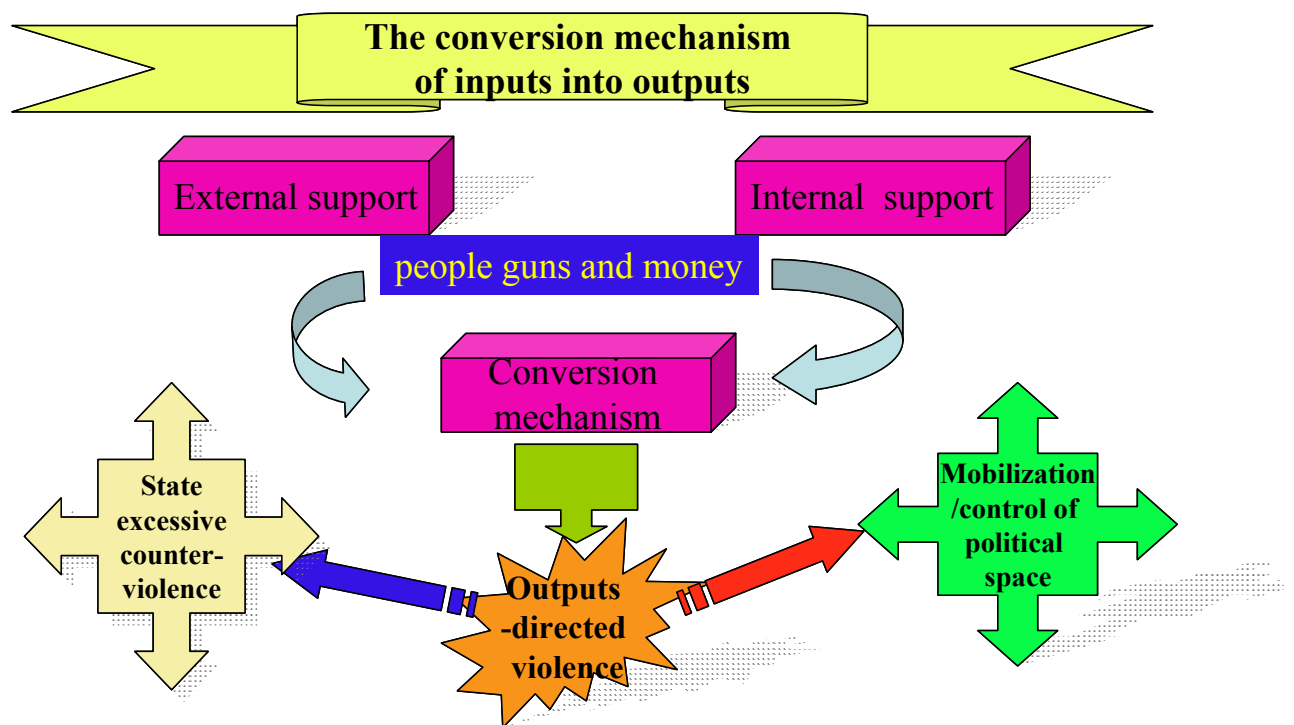 The conversion mechanism
of inputs into outputs
External support
Internal support
people guns and money
Conversion
mechanism
State
excessive
counter-
violence
Mobilization
/control of
political
space
Outputs
-directed
violence